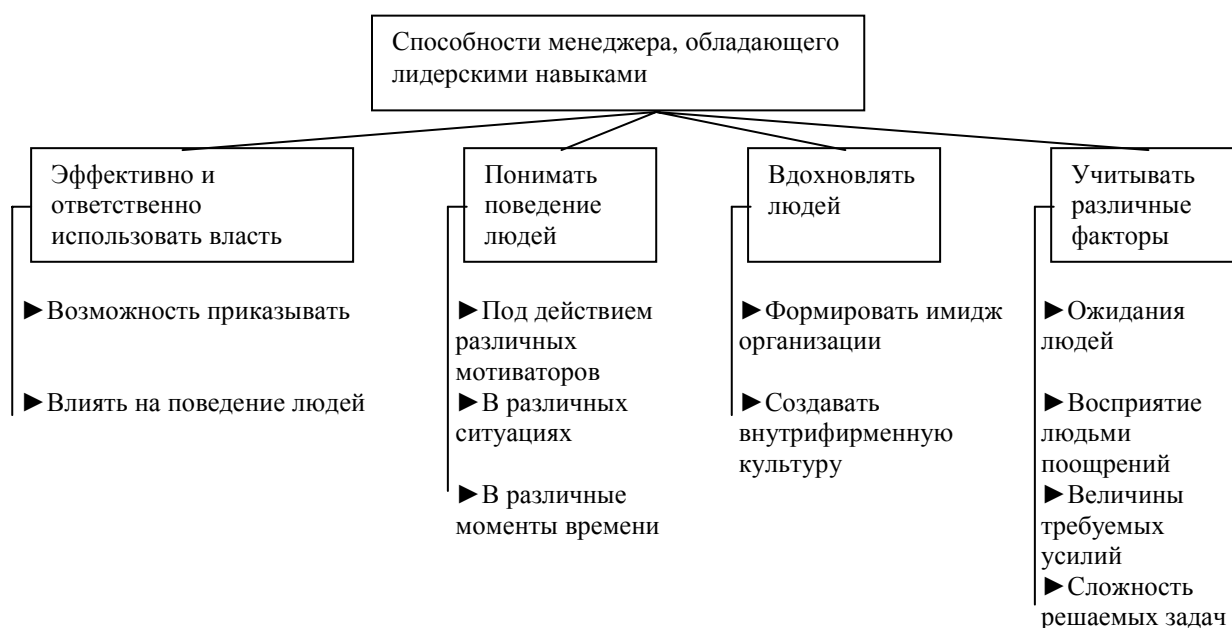 Способности менеджера, обладающего
лидерскими навыками
Эффективно и
ответственно
использовать власть
►Возможность приказывать
►Влиять на поведение людей
Понимать
поведение
людей
►Под действием
различных
мотиваторов
►В различных
ситуациях
►В различные
моменты времени
Вдохновлять
людей
►Формировать имидж
организации
►Создавать
внутрифирменную
культуру
Учитывать
различные
факторы
►Ожидания
людей
►Восприятие
людьми
поощрений
►Величины
требуемых
усилий
►Сложность
решаемых задач